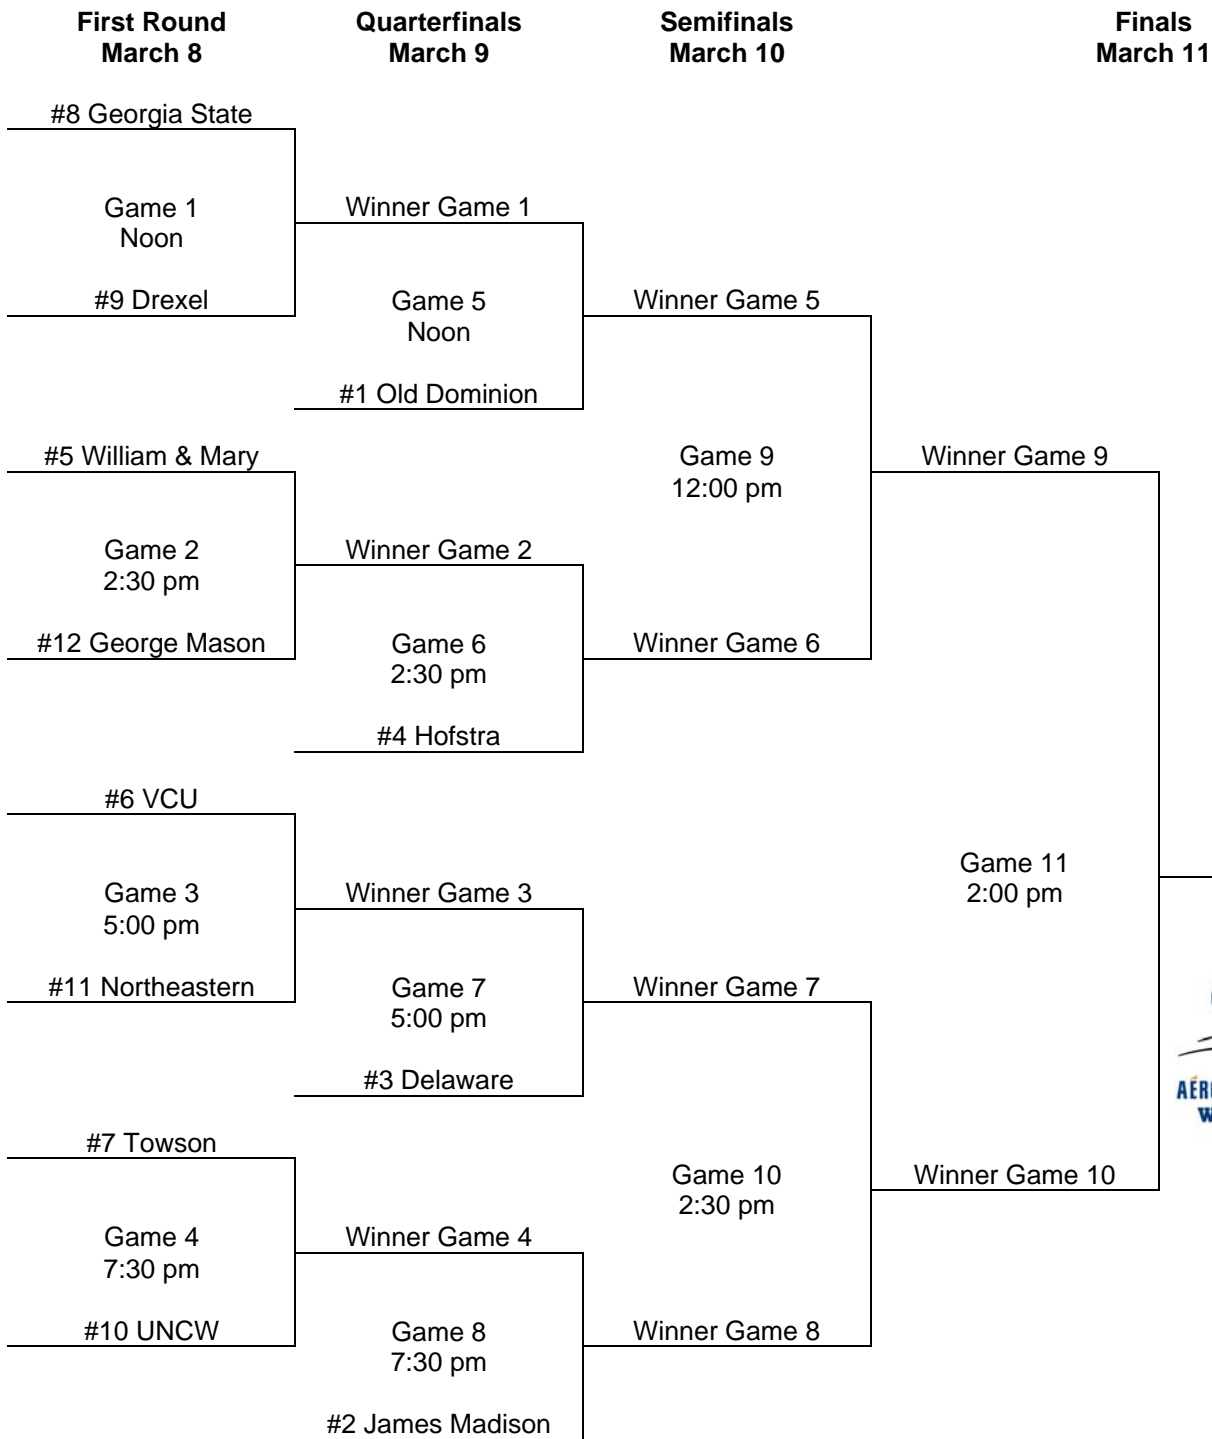 First Round
March 8
Quarterfinals
March 9
Semifinals
March 10
Finals
March 11
#8 Georgia State
Game 1
Noon
#9 Drexel
Winner Game 1
Game 5
Noon
#1 Old Dominion
Winner Game 5
#5 William & Mary
Game 2
2:30 pm
#12 George Mason
Winner Game 2
Game 6
2:30 pm
#4 Hofstra
Winner Game 6
Game 9
12:00 pm
Winner Game 9
#6 VCU
Game 3
5:00 pm
#11 Northeastern
Winner Game 3
Game 7
5:00 pm
#3 Delaware
Winner Game 7
#7 Towson
Game 4
7:30 pm
#10 UNCW
Winner Game 4
Game 8
7:30 pm
#2 James Madison
Winner Game 8
Game 10
2:30 pm
Winner Game 10
Game 11
2:00 pm